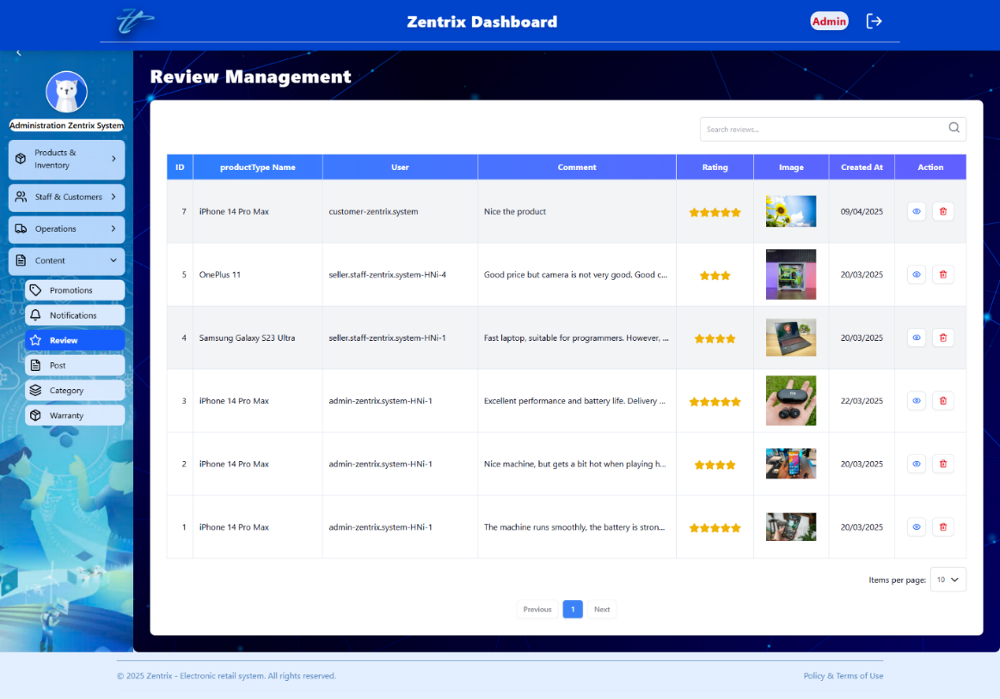 Zentrix Dashboard
Admin
Review Management
Administration Zentrix System
Products &
Inventory
Staff & Customers
Operations
Content
Promotions
Notifications
Review
Post
Category
Warranty
Search reviews...
ID productType Name User Comment Rating Image Created At Action
7 iPhone 14 Pro Max customer-zentrix.system Nice the product 09/04/2025
5 OnePlus 11 seller.staff-zentrix.system-HNi-4 Good price but camera is not very good. Good c... 20/03/2025
4 Samsung Galaxy S23 Ultra seller.staff-zentrix.system-HNi-1 Fast laptop, suitable for programmers. However, ... 20/03/2025
3 iPhone 14 Pro Max admin-zentrix.system-HNi-1 Excellent performance and battery life. Delivery ... 22/03/2025
2 iPhone 14 Pro Max admin-zentrix.system-HNi-1 Nice machine, but gets a bit hot when playing h... 20/03/2025
1 iPhone 14 Pro Max admin-zentrix.system-HNi-1 The machine runs smoothly, the battery is stron... 20/03/2025
Items per page: 10
Previous 1 Next
© 2025 Zentrix - Electronic retail system. All rights reserved. Policy & Terms of Use